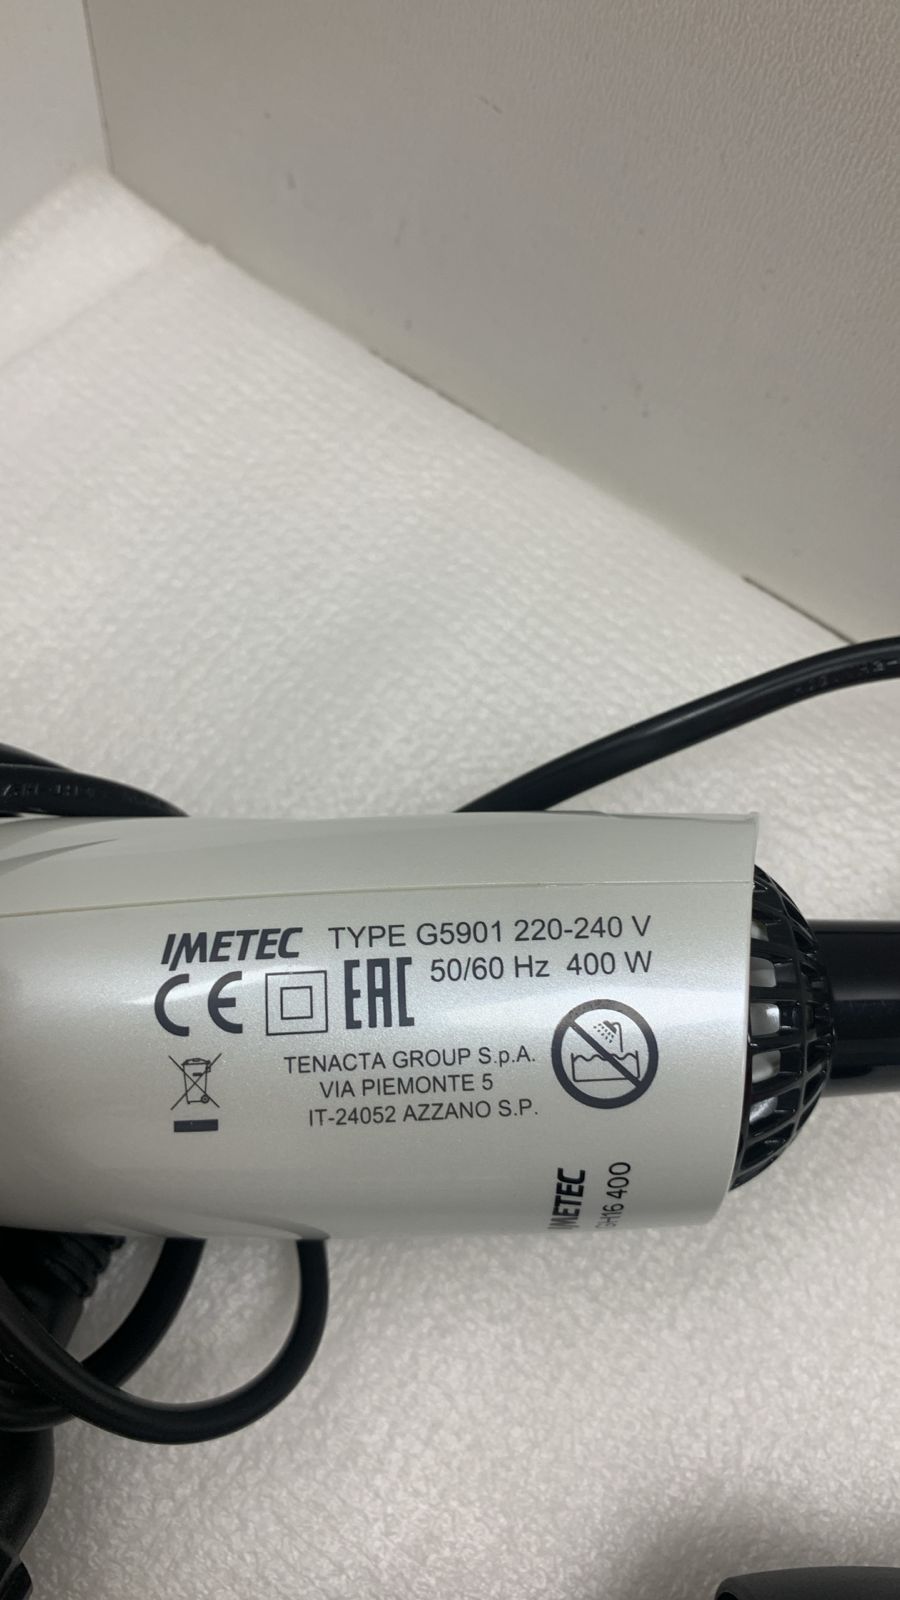 IMETEC TYPE G5901 220-240 V
50/60 Hz 400 W
CE EAC
TENACTA GROUP S.p.A.
VIA PIEMONTE 5
IT-24052 AZZANO S.P.
IMETEC
400